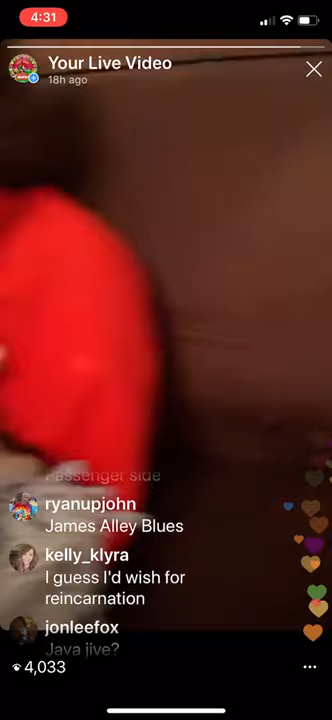 4:31
Your Live Video
18h ago
Passenger side
ryanupjohn
James Alley Blues
kelly_klyra
I guess I'd wish for
reincarnation
jonleefox
Java jive?
4,033